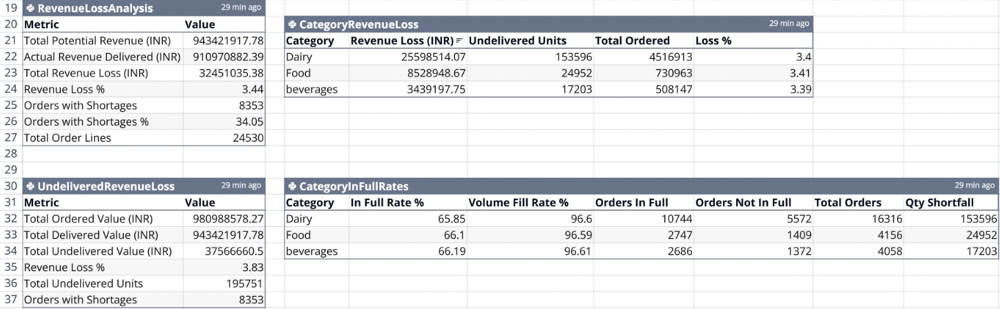 19 RevenueLossAnalysis 29 min ago
20 Metric Value CategoryRevenueLoss 29 min ago
21 Total Potential Revenue (INR) 943421917.78 Category Revenue Loss (INR) Undelivered Units Total Ordered Loss %
22 Actual Revenue Delivered (INR) 910970882.39 Dairy 25598514.07 153596 4516913 3.4
23 Total Revenue Loss (INR) 32451035.38 Food 8528948.67 24952 730963 3.41
24 Revenue Loss % 3.44 beverages 3439197.75 17203 508147 3.39
25 Orders with Shortages 8353
26 Orders with Shortages % 34.05
27 Total Order Lines 24530
28
29
30 UndeliveredRevenueLoss 29 min ago CategoryInFullRates 29 min ago
31 Metric Value Category In Full Rate % Volume Fill Rate % Orders In Full Orders Not In Full Total Orders Qty Shortfall
32 Total Ordered Value (INR) 980988578.27 Dairy 65.85 96.6 10744 5572 16316 153596
33 Total Delivered Value (INR) 943421917.78 Food 66.1 96.59 2747 1409 4156 24952
34 Total Undelivered Value (INR) 37566660.5 beverages 66.19 96.61 2686 1372 4058 17203
35 Revenue Loss % 3.83
36 Total Undelivered Units 195751
37 Orders with Shortages 8353